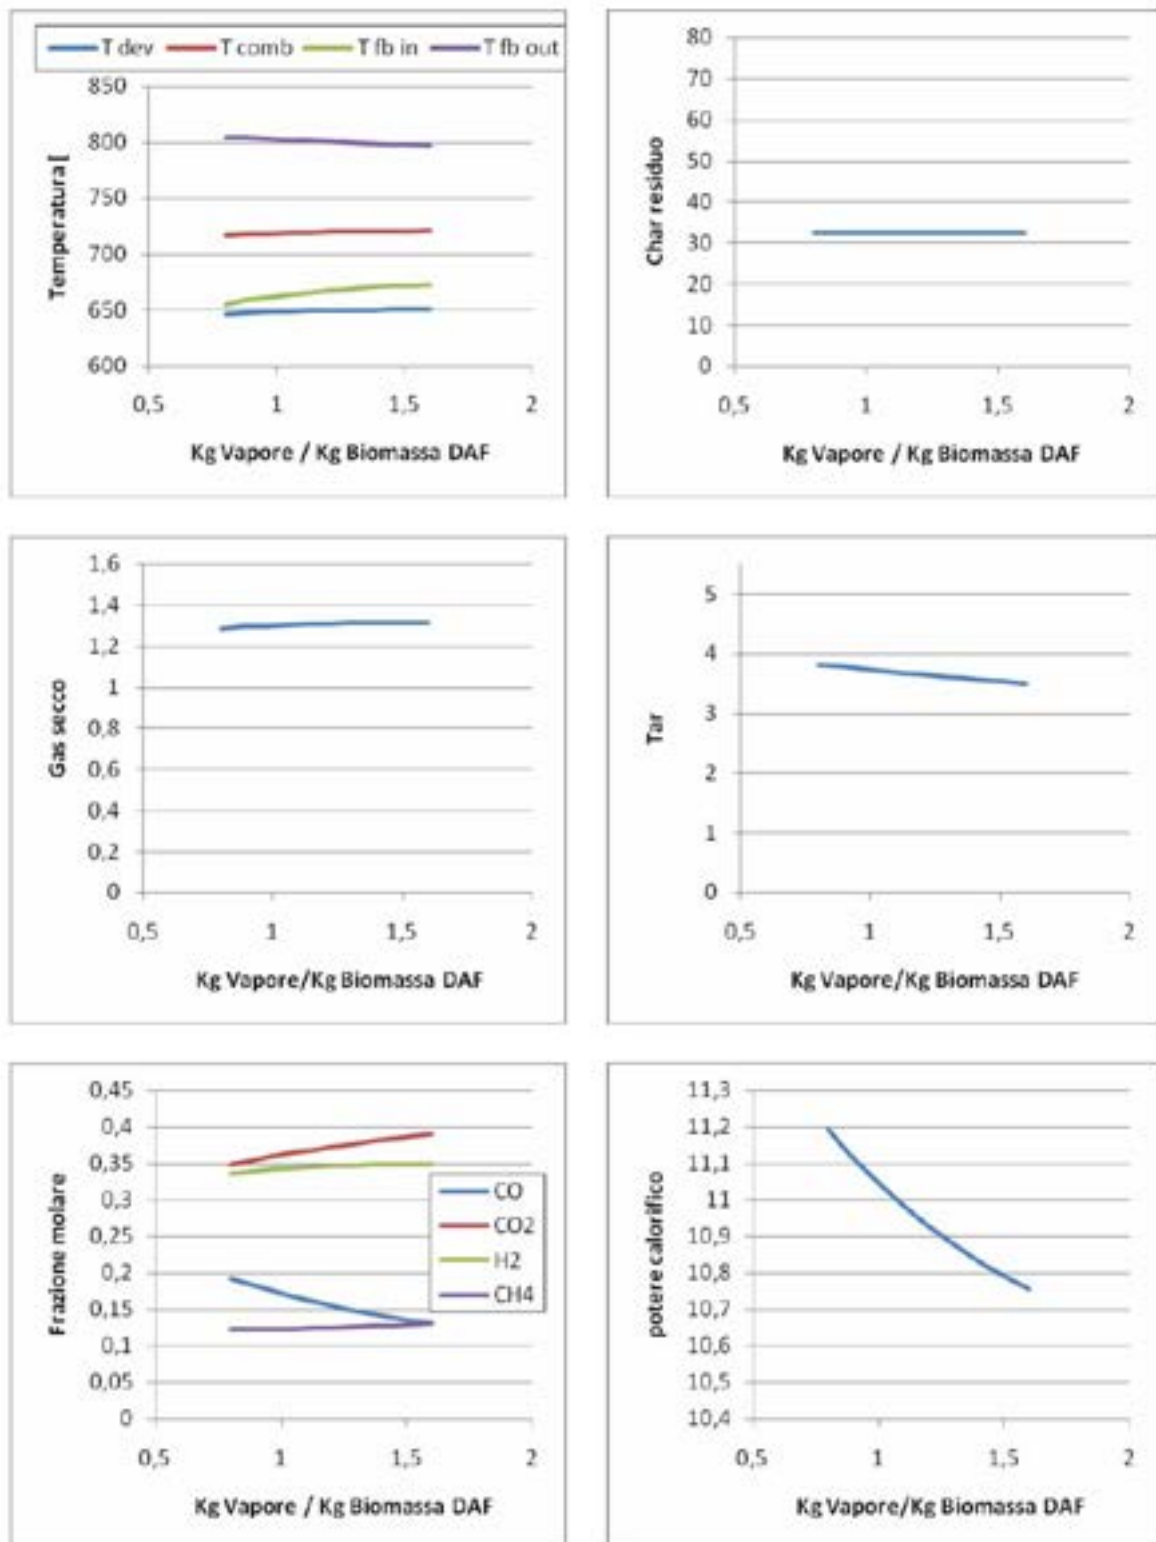 T dev T comb T fb in T fb out
850
800
750
700
650
600
Temperatura [
0,5 1 1,5 2
Kg Vapore / Kg Biomassa DAF
80
70
60
50
40
30
20
10
0
Char residuo
0,5 1 1,5 2
Kg Vapore / Kg Biomassa DAF
1,6
1,4
1,2
1
0,8
0,6
0,4
0,2
0
Gas secco
0,5 1 1,5 2
Kg Vapore/Kg Biomassa DAF
5
4
3
2
1
0
Tar
0,5 1 1,5 2
Kg Vapore/Kg Biomassa DAF
0,45
0,4
0,35
0,3
0,25
0,2
0,15
0,1
0,05
0
Frazione molare
CO
CO2
H2
CH4
0,5 1 1,5 2
Kg Vapore / Kg Biomassa DAF
11,3
11,2
11,1
11
10,9
10,8
10,7
10,6
10,5
10,4
potere calorifico
0,5 1 1,5 2
Kg Vapore/Kg Biomassa DAF